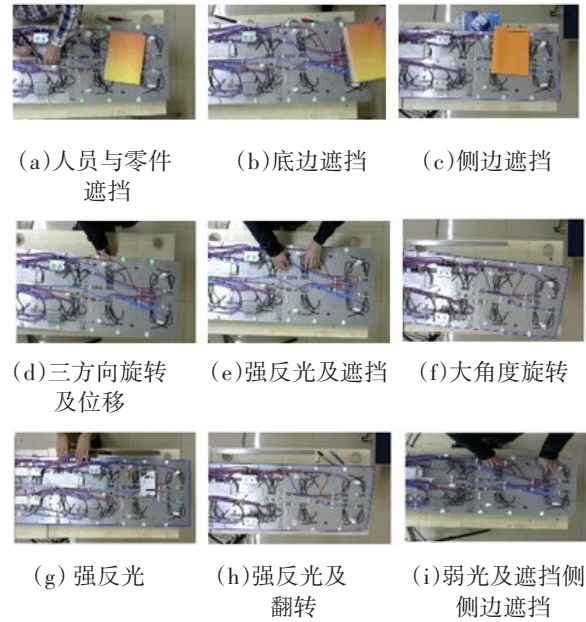 (a)人员与零件
遮挡
(b)底边遮挡
(c)侧边遮挡
(d)三方向旋转
及位移
(e)强反光及遮挡
(f)大角度旋转
(g) 强反光
(h)强反光及
翻转
(i)弱光及遮挡侧
侧边遮挡